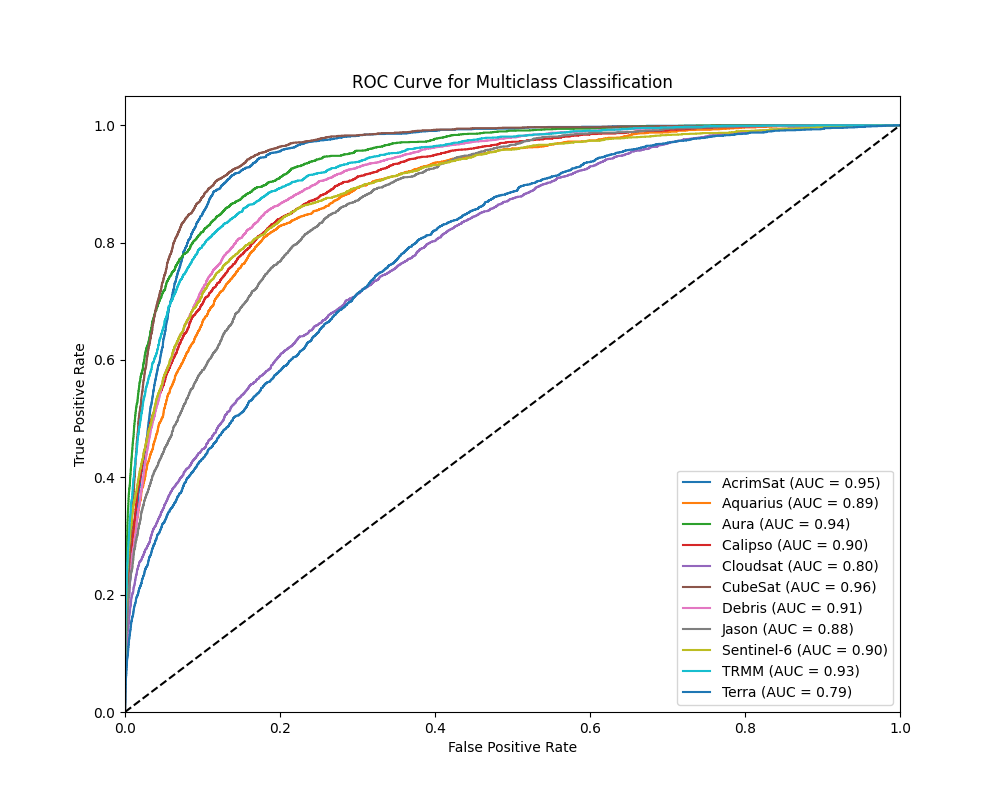 ROC Curve for Multiclass Classification
1.0
0.8
0.6
0.4
0.2
0.0
True Positive Rate
0.0 0.2 0.4 0.6 0.8 1.0
False Positive Rate
AcrimSat (AUC = 0.95)
Aquarius (AUC = 0.89)
Aura (AUC = 0.94)
Calipso (AUC = 0.90)
Cloudsat (AUC = 0.80)
CubeSat (AUC = 0.96)
Debris (AUC = 0.91)
Jason (AUC = 0.88)
Sentinel-6 (AUC = 0.90)
TRMM (AUC = 0.93)
Terra (AUC = 0.79)